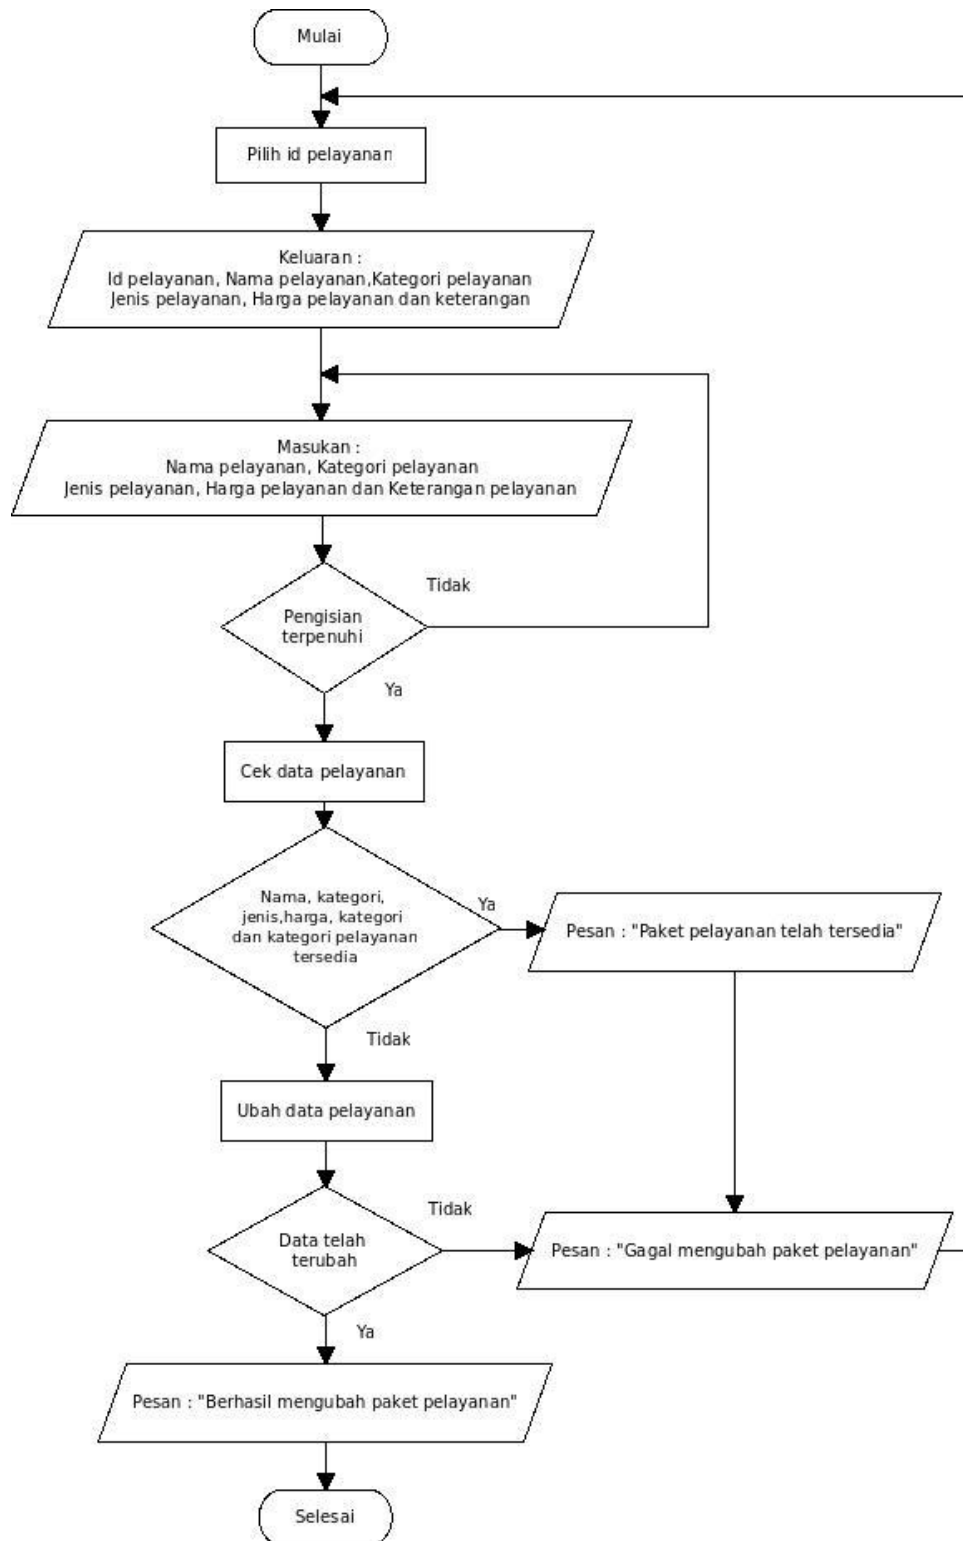 Mulai
Pilih id pelayanan
Keluaran :
Id pelayanan, Nama pelayanan,Kategori pelayanan
Jenis pelayanan, Harga pelayanan dan keterangan
Masukan :
Nama pelayanan, Kategori pelayanan
Jenis pelayanan, Harga pelayanan dan Keterangan pelayanan
Tidak
Pengisian
terpenuhi
Ya
Cek data pelayanan
Nama, kategori,
jenis,harga, kategori
dan kategori pelayanan
tersedia
Ya
Pesan : "Paket pelayanan telah tersedia"
Tidak
Ubah data pelayanan
Tidak
Data telah
terubah
Pesan : "Gagal mengubah paket pelayanan"
Ya
Pesan : "Berhasil mengubah paket pelayanan"
Selesai